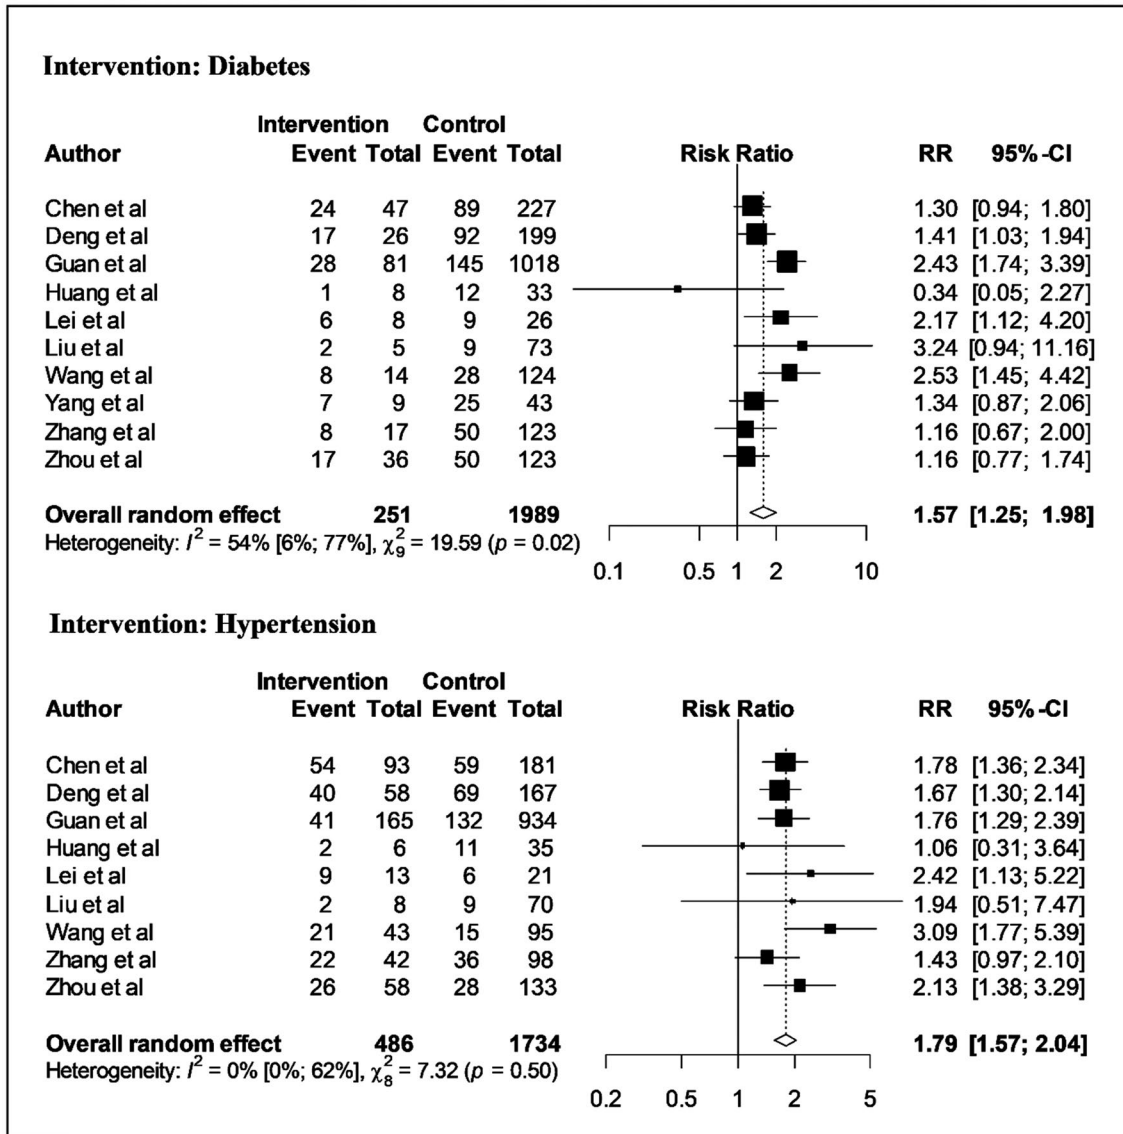 Intervention: Diabetes
Intervention Control
Author Event Total Event Total Risk Ratio RR 95%-CI
Chen et al 24 47 89 227 1.30 [0.94; 1.80]
Deng et al 17 26 92 199 1.41 [1.03; 1.94]
Guan et al 28 81 145 1018 2.43 [1.74; 3.39]
Huang et al 1 8 12 33 0.34 [0.05; 2.27]
Lei et al 6 8 9 26 2.17 [1.12; 4.20]
Liu et al 2 5 9 73 3.24 [0.94; 11.16]
Wang et al 8 14 28 124 2.53 [1.45; 4.42]
Yang et al 7 9 25 43 1.34 [0.87; 2.06]
Zhang et al 8 17 50 123 1.16 [0.67; 2.00]
Zhou et al 17 36 50 123 1.16 [0.77; 1.74]
Overall random effect 251 1989 1.57 [1.25; 1.98]
Heterogeneity: I² = 54% [6%; 77%], χ²₉ = 19.59 (p = 0.02)
0.1 0.5 1 2 10
Intervention: Hypertension
Intervention Control
Author Event Total Event Total Risk Ratio RR 95%-CI
Chen et al 54 93 59 181 1.78 [1.36; 2.34]
Deng et al 40 58 69 167 1.67 [1.30; 2.14]
Guan et al 41 165 132 934 1.76 [1.29; 2.39]
Huang et al 2 6 11 35 1.06 [0.31; 3.64]
Lei et al 9 13 6 21 2.42 [1.13; 5.22]
Liu et al 2 8 9 70 1.94 [0.51; 7.47]
Wang et al 21 43 15 95 3.09 [1.77; 5.39]
Zhang et al 22 42 36 98 1.43 [0.97; 2.10]
Zhou et al 26 58 28 133 2.13 [1.38; 3.29]
Overall random effect 486 1734 1.79 [1.57; 2.04]
Heterogeneity: I² = 0% [0%; 62%], χ²₈ = 7.32 (p = 0.50)
0.2 0.5 1 2 5